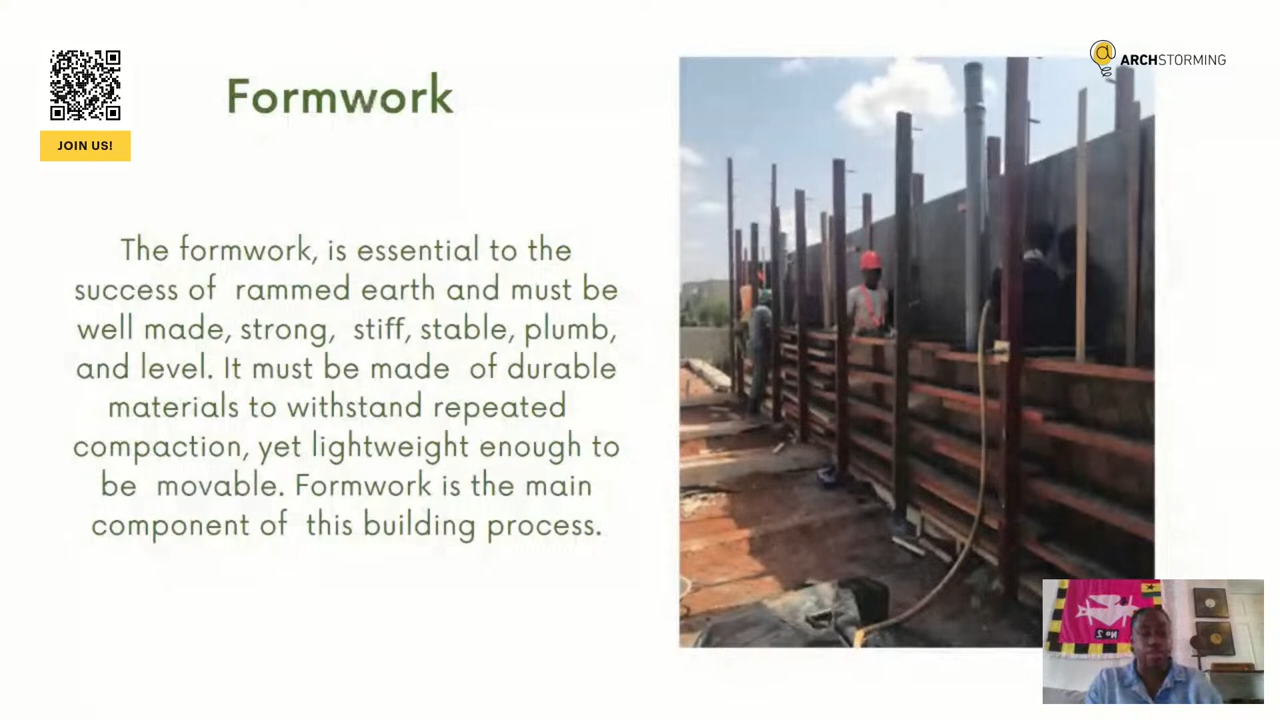 JOIN US!
Formwork
ARCHSTORMING
The formwork, is essential to the
success of rammed earth and must be
well made, strong, stiff, stable, plumb,
and level. It must be made of durable
materials to withstand repeated
compaction, yet lightweight enough to
be movable. Formwork is the main
component of this building process.